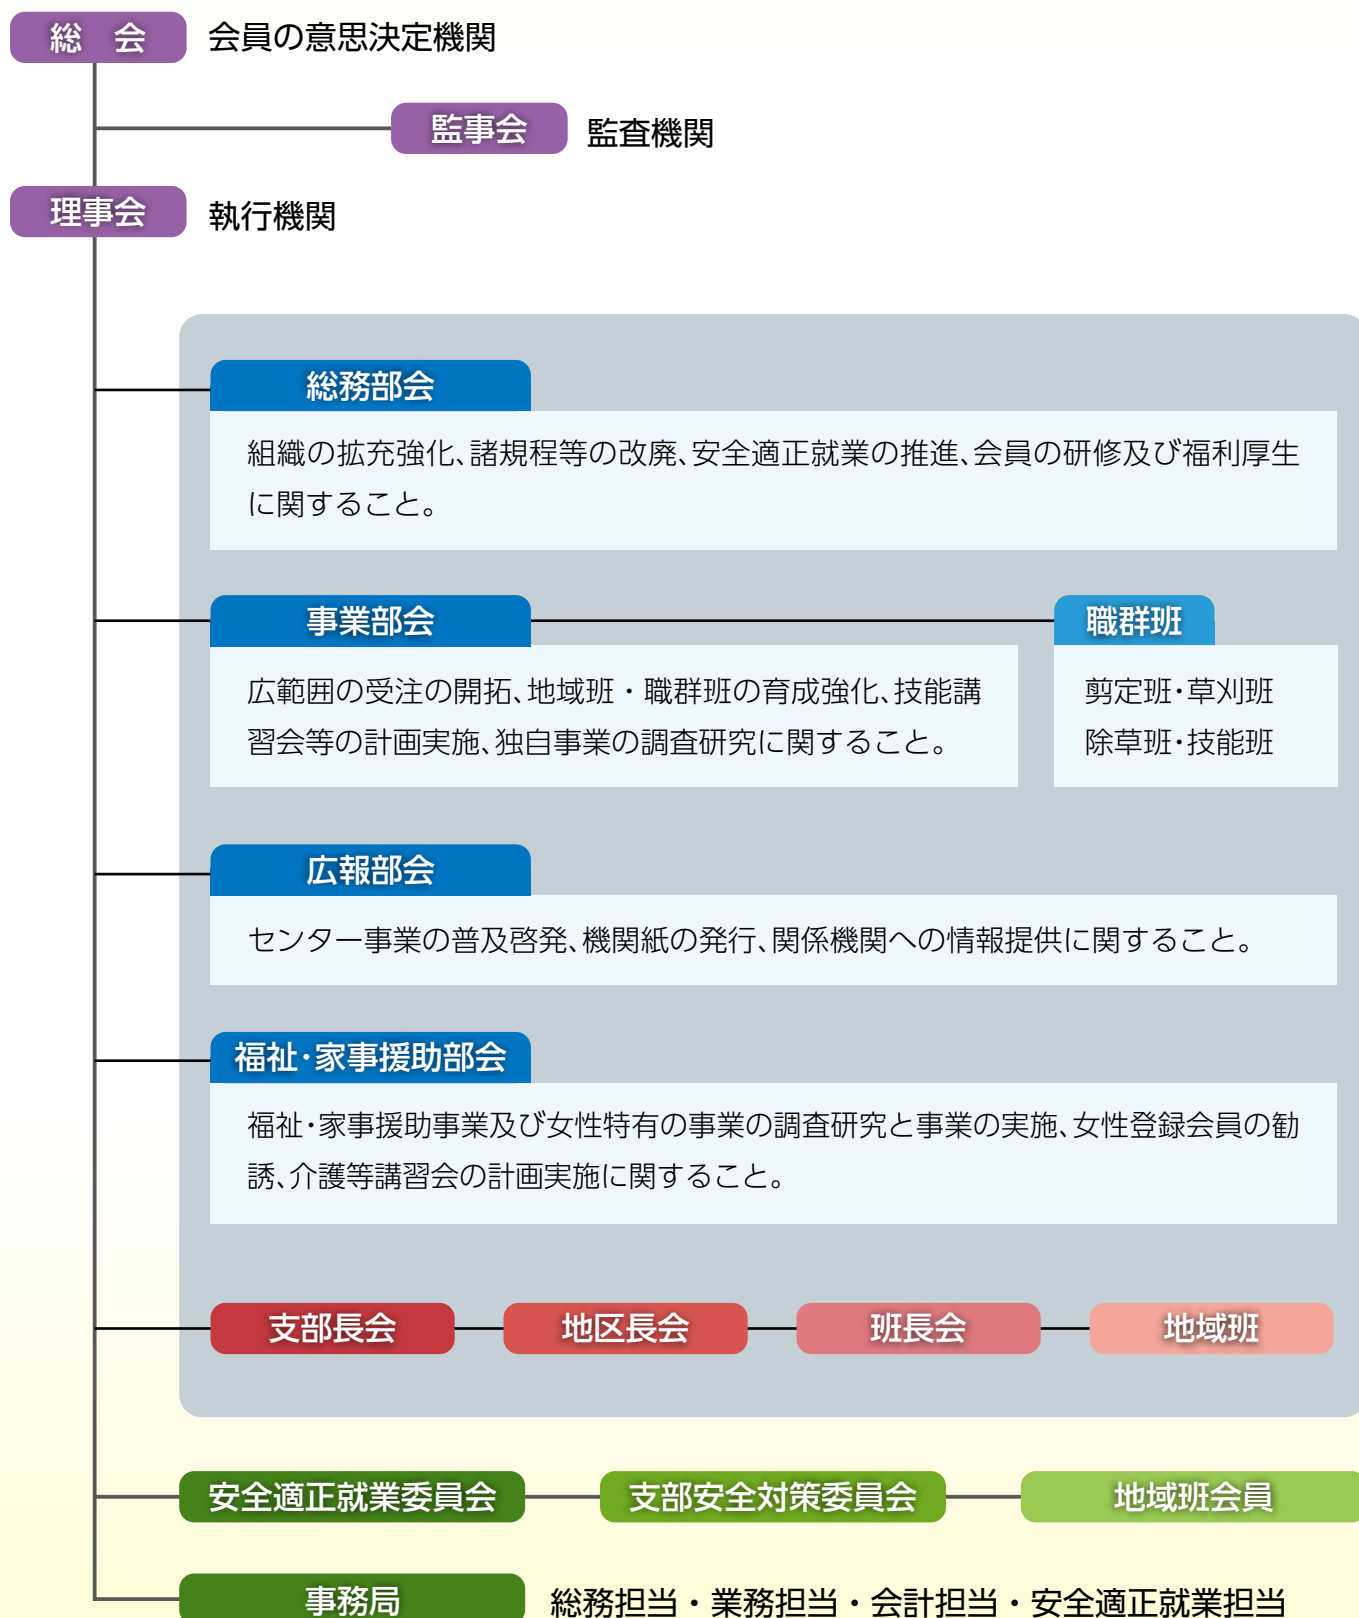 総　会
会員の意思決定機関
監事会
監査機関
理事会
執行機関
総務部会
組織の拡充強化、諸規程等の改廃、安全適正就業の推進、会員の研修及び福利厚生
に関すること。
事業部会
広範囲の受注の開拓、地域班・職群班の育成強化、技能講
習会等の計画実施、独自事業の調査研究に関すること。
職群班
剪定班・草刈班
除草班・技能班
広報部会
センター事業の普及啓発、機関紙の発行、関係機関への情報提供に関すること。
福祉・家事援助部会
福祉・家事援助事業及び女性特有の事業の調査研究と事業の実施、女性登録会員の勧
誘、介護等講習会の計画実施に関すること。
支部長会
地区長会
班長会
地域班
安全適正就業委員会
支部安全対策委員会
地域班会員
事務局
総務担当・業務担当・会計担当・安全適正就業担当